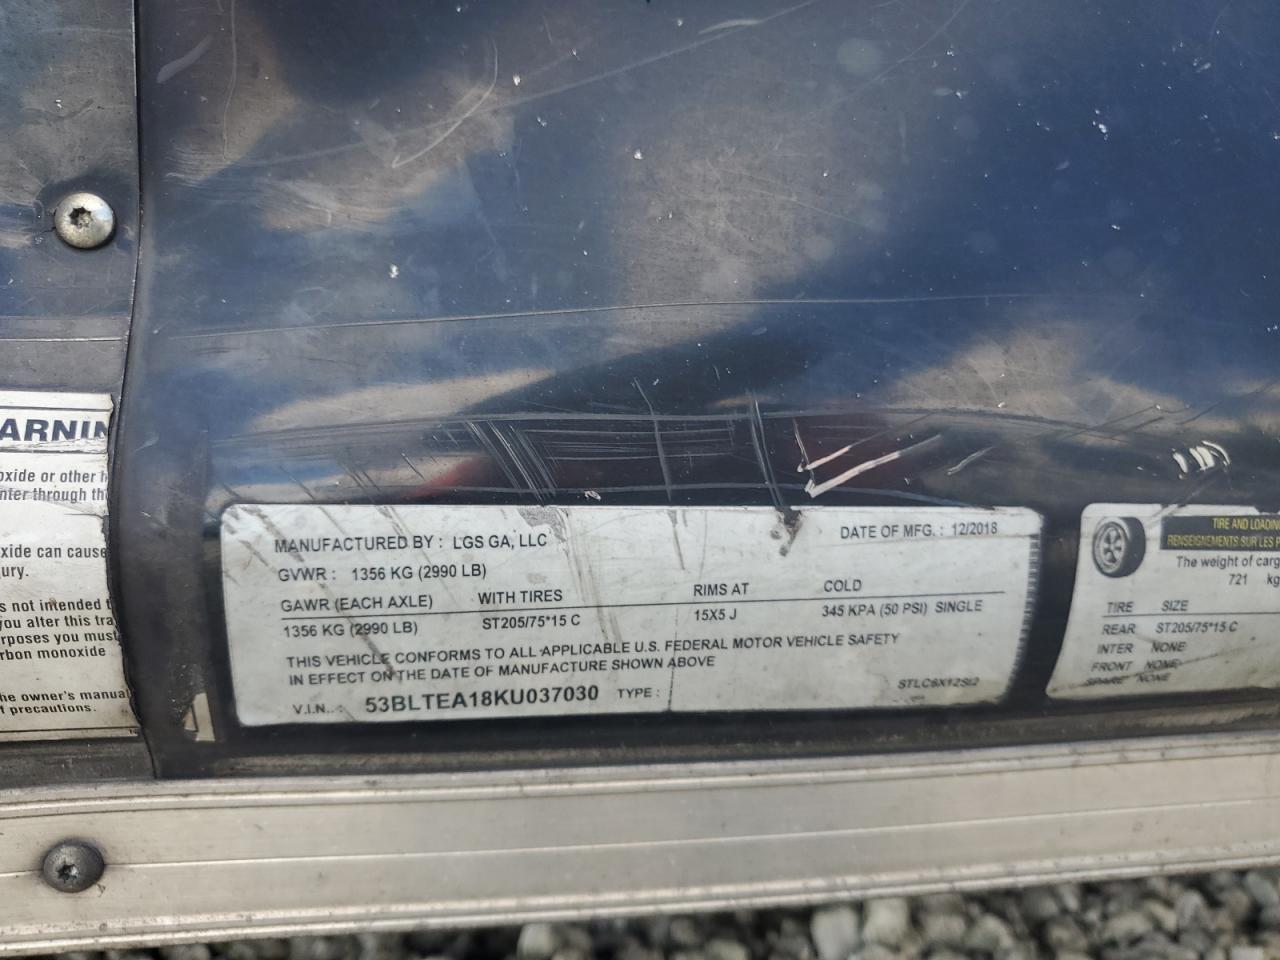 ARNIN
oxide or other h
nter through th
oxide can cause
ury.
s not intended t
you alter this tra
rposes you must
rbon monoxide
he owner's manual
t precautions.
MANUFACTURED BY : LGS GA, LLC
DATE OF MFG. : 12/2018
GVWR : 1356 KG (2990 LB)
GAWR (EACH AXLE) WITH TIRES RIMS AT COLD
1356 KG (2990 LB) ST205/75*15 C 15X5 J 345 KPA (50 PSI) SINGLE
THIS VEHICLE CONFORMS TO ALL APPLICABLE U.S. FEDERAL MOTOR VEHICLE SAFETY
IN EFFECT ON THE DATE OF MANUFACTURE SHOWN ABOVE
V.I.N.. : 53BLTEA18KU037030 TYPE :
STLC6X12SI2
TIRE AND LOADIN
RENSEIGNEMENTS SUR LES P
The weight of carg
721 kg
TIRE SIZE
REAR ST205/75*15 C
INTER NONE
FRONT NONE
SPARE NONE